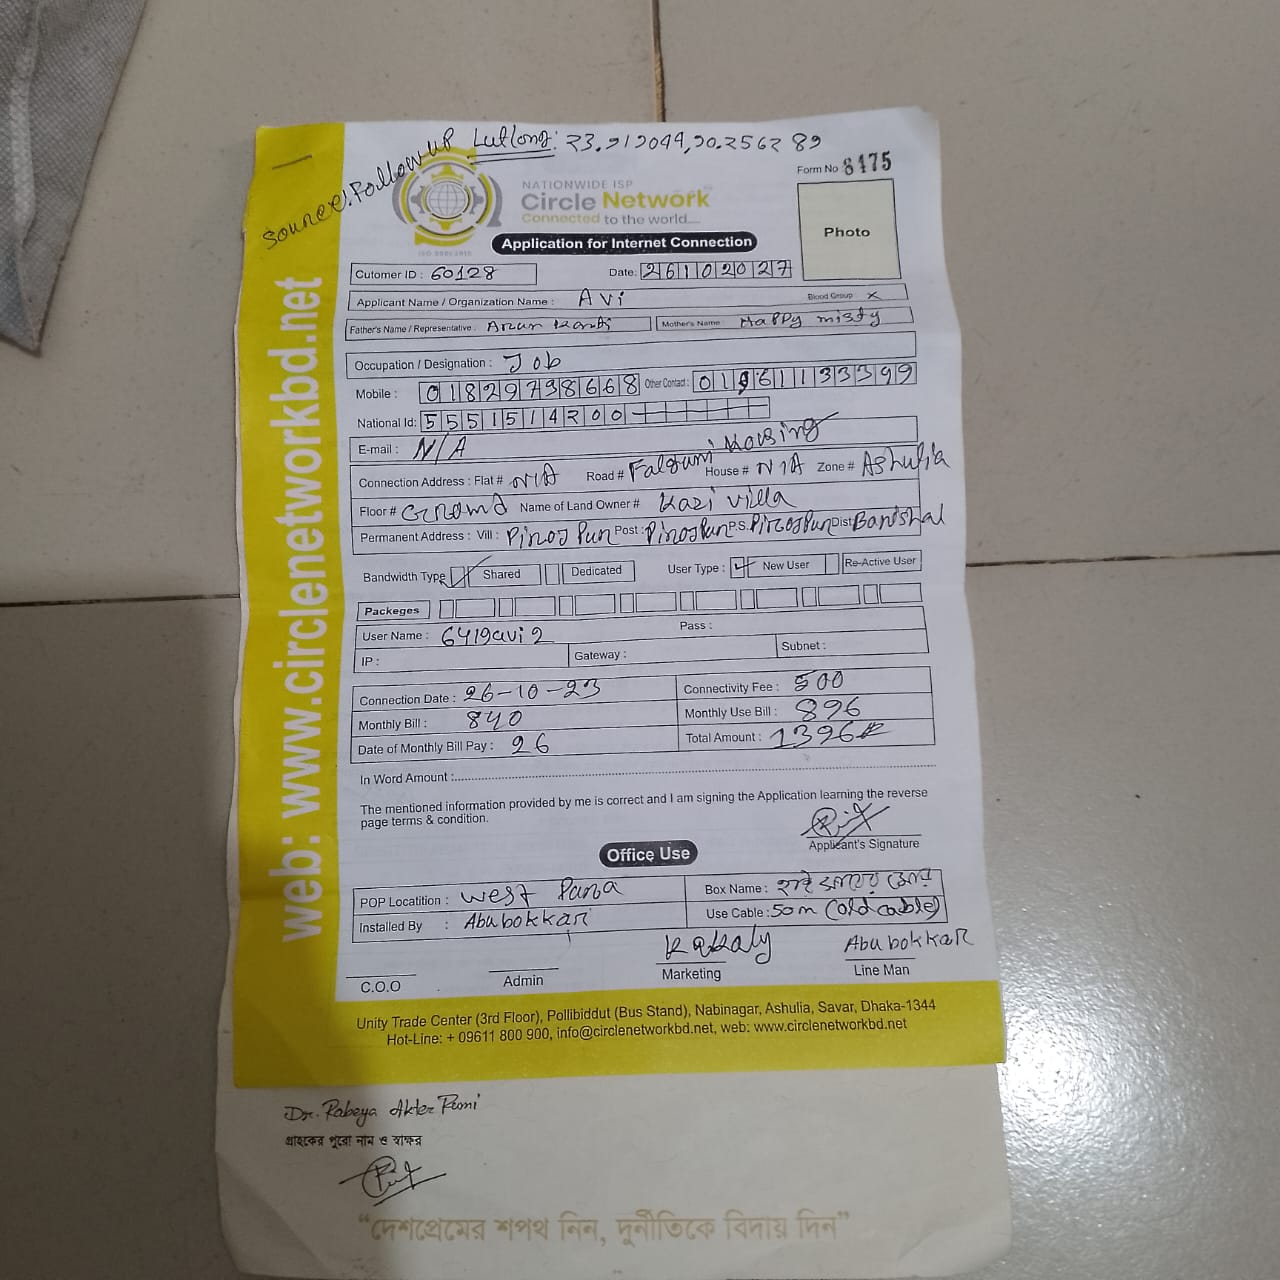 Source: Follow up Lutlong: 23.912044,90.256289
Form No 8475
NATIONWIDE ISP
Circle Network
Connected to the world....
ISO 9001:2015
Photo
Application for Internet Connection
Cutomer ID : 60128 Date: 26102027
Applicant Name / Organization Name : Avi Blood Group X
Father's Name / Representative : Mother's Name : Happy misty
Occupation / Designation : Job
Mobile : 01829738668 Other Contact : 01961133399
National Id: 5551514200
E-mail : N/A
Connection Address : Flat # N/A Road # Falguni Housing House # N/A Zone # Ashulia
Floor # Ground Name of Land Owner # Kazi villa
Permanent Address : Vill : Pirojpur Post : Pirojpur P.S. Pirojpur Dist Barishal
Bandwidth Type Shared Dedicated User Type : New User Re-Active User
Packeges
User Name : 6419avi2 Pass :
IP : Gateway : Subnet :
Connection Date : 26-10-23 Connectivity Fee : 500
Monthly Bill : 840 Monthly Use Bill : 896
Date of Monthly Bill Pay : 26 Total Amount : 1396
In Word Amount :
The mentioned information provided by me is correct and I am signing the Application learning the reverse
page terms & condition.
Applicant's Signature
Office Use
POP Locatition : West Para Box Name :
Installed By : Abubokkar Use Cable : 50m (old cable)
Kakaly Abubokkar
C.O.O Admin Marketing Line Man
Unity Trade Center (3rd Floor), Pollibiddut (Bus Stand), Nabinagar, Ashulia, Savar, Dhaka-1344
Hot-Line: + 09611 800 900, info@circlenetworkbd.net, web: www.circlenetworkbd.net
web: www.circlenetworkbd.net
Dr. Rabeya Akter Rumi
গ্রাহকের পুরো নাম ও স্বাক্ষর
“দেশপ্রেমের শপথ নিন, দুর্নীতিকে বিদায় দিন”